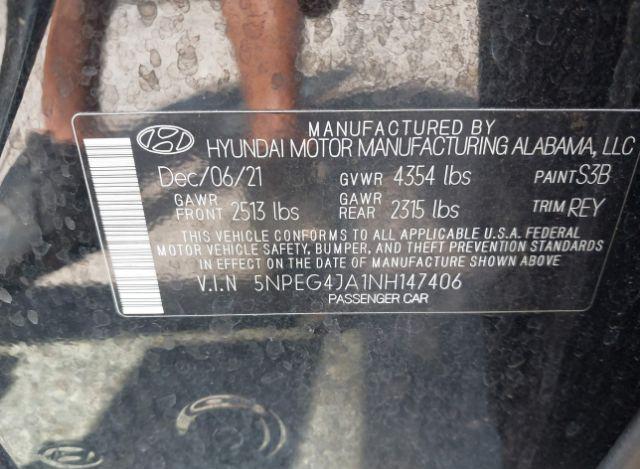 MANUFACTURED BY
HYUNDAI MOTOR MANUFACTURING ALABAMA, LLC
Dec/06/21 GVWR 4354 lbs PAINT S3B
GAWR FRONT 2513 lbs GAWR REAR 2315 lbs TRIM REY
THIS VEHICLE CONFORMS TO ALL APPLICABLE U.S.A. FEDERAL
MOTOR VEHICLE SAFETY, BUMPER, AND THEFT PREVENTION STANDARDS
IN EFFECT ON THE DATE OF MANUFACTURE SHOWN ABOVE
V.I.N 5NPEG4JA1NH147406
PASSENGER CAR